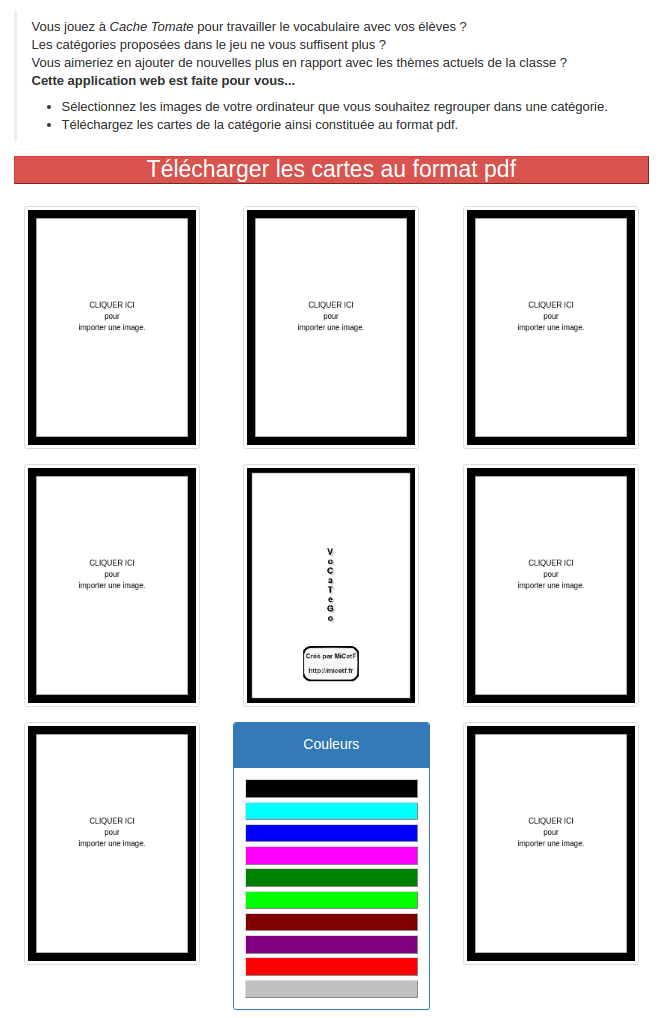 Vous jouez à Cache Tomate pour travailler le vocabulaire avec vos élèves ?
Les catégories proposées dans le jeu ne vous suffisent plus ?
Vous aimeriez en ajouter de nouvelles plus en rapport avec les thèmes actuels de la classe ?
Cette application web est faite pour vous...
• Sélectionnez les images de votre ordinateur que vous souhaitez regrouper dans une catégorie.
• Téléchargez les cartes de la catégorie ainsi constituée au format pdf.
Télécharger les cartes au format pdf
CLIQUER ICI
pour
importer une image.
CLIQUER ICI
pour
importer une image.
CLIQUER ICI
pour
importer une image.
CLIQUER ICI
pour
importer une image.
V
o
C
a
T
e
G
o
Creé par MiCetF
http://micetf.fr
CLIQUER ICI
pour
importer une image.
CLIQUER ICI
pour
importer une image.
Couleurs
CLIQUER ICI
pour
importer une image.